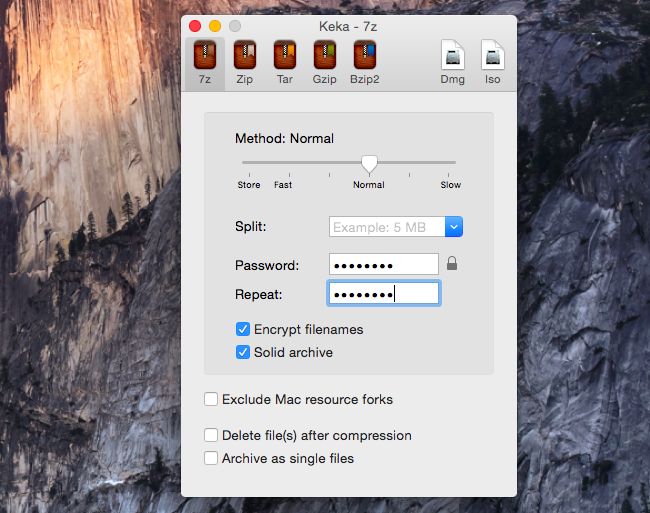 Keka - 7z
7z Zip Tar Gzip Bzip2 Dmg Iso
Method: Normal
Store Fast Normal Slow
Split: Example: 5 MB
Password: ●●●●●●●●
Repeat: ●●●●●●●●
Encrypt filenames
Solid archive
Exclude Mac resource forks
Delete file(s) after compression
Archive as single files